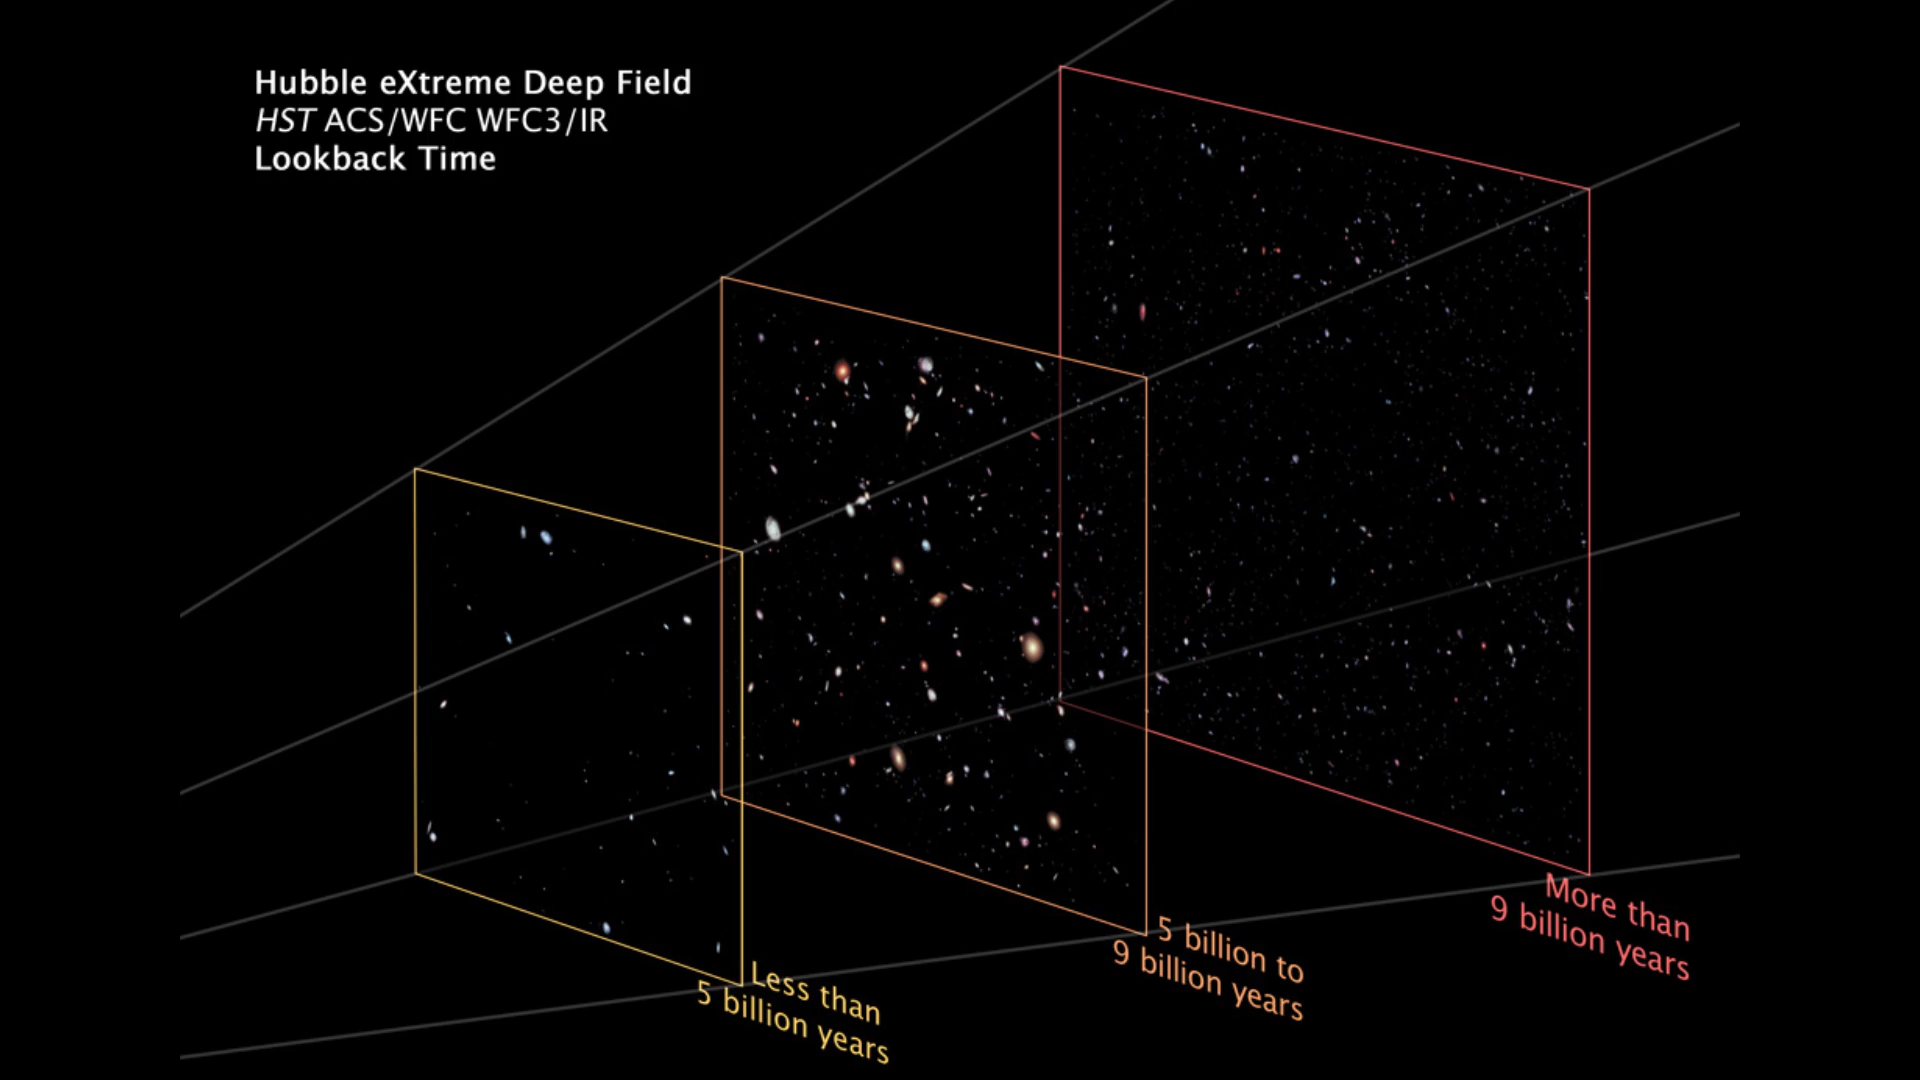 Hubble eXtreme Deep Field
HST ACS/WFC WFC3/IR
Lookback Time
Less than
5 billion years
5 billion to
9 billion years
More than
9 billion years